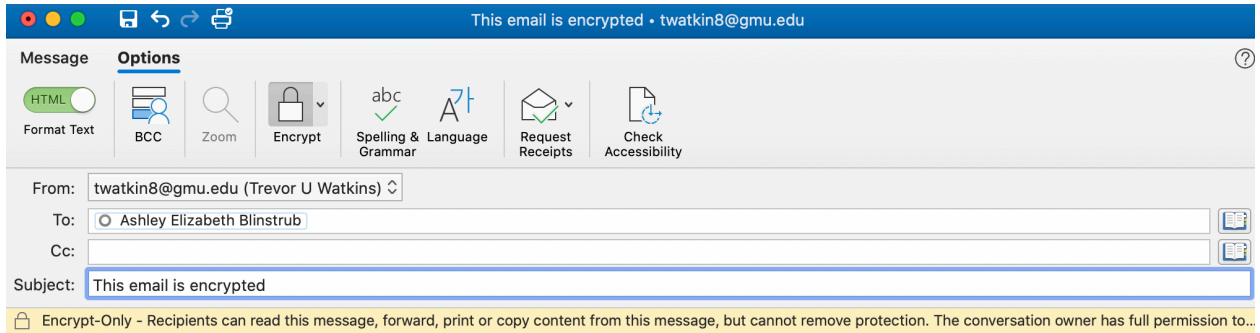 This email is encrypted • twatkin8@gmu.edu
Message Options
HTML
Format Text
BCC
Zoom
Encrypt
abc
Spelling &
Grammar
A가
Language
Request
Receipts
Check
Accessibility
From: twatkin8@gmu.edu (Trevor U Watkins)
To: Ashley Elizabeth Blinstrub
Cc:
Subject: This email is encrypted
Encrypt-Only - Recipients can read this message, forward, print or copy content from this message, but cannot remove protection. The conversation owner has full permission to...